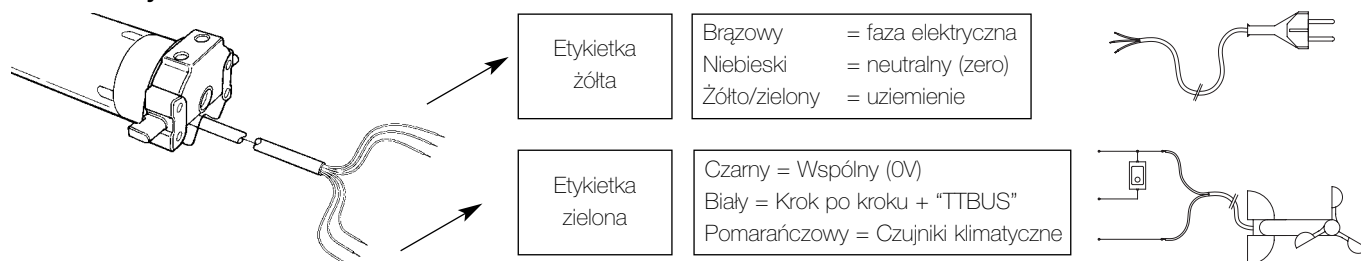 Etykietka
żółta
Brązowy = faza elektryczna
Niebieski = neutralny (zero)
Żółto/zielony = uziemienie
Etykietka
zielona
Czarny = Wspólny (0V)
Biały = Krok po kroku + “TTBUS”
Pomarańczowy = Czujniki klimatyczne